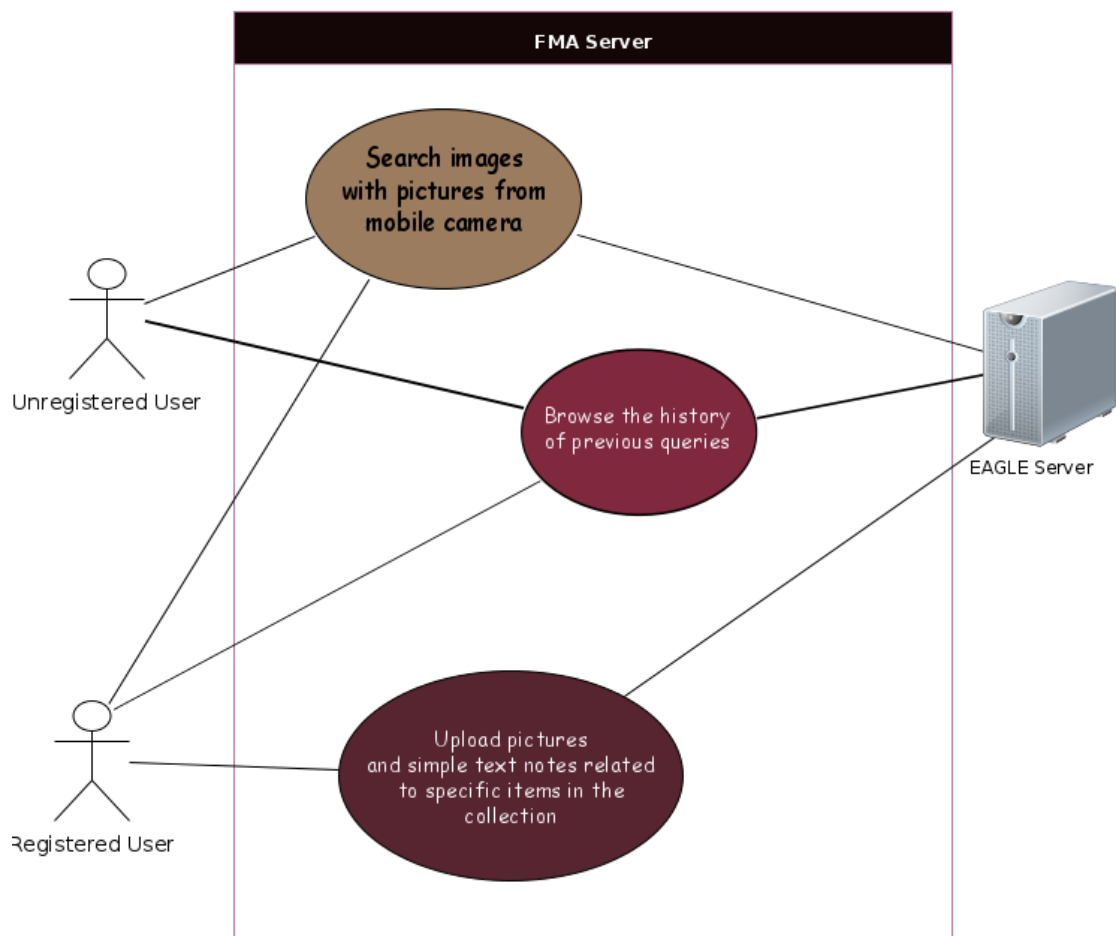 FMA Server
Search images
with pictures from
mobile camera
Unregistered User
Browse the history
of previous queries
EAGLE Server
Upload pictures
and simple text notes related
to specific items in the
collection
Registered User